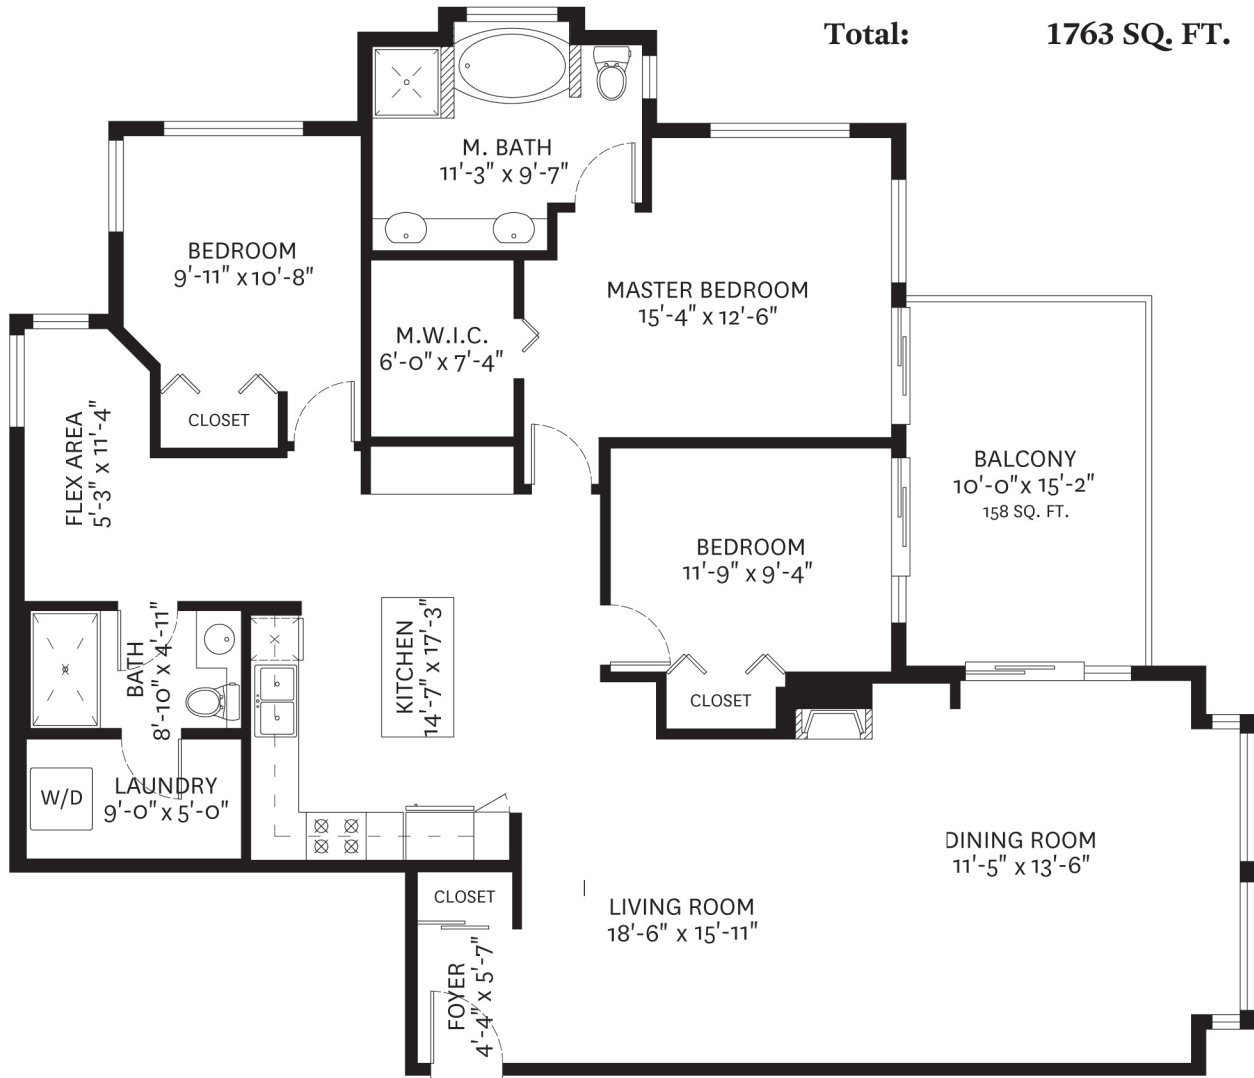 Total: 1763 SQ. FT.
M. BATH
11'-3" x 9'-7"
BEDROOM
9'-11" x 10'-8"
MASTER BEDROOM
15'-4" x 12'-6"
M.W.I.C.
6'-0" x 7'-4"
CLOSET
FLEX AREA
5'-3" x 11'-4"
BALCONY
10'-0" x 15'-2"
158 SQ. FT.
BEDROOM
11'-9" x 9'-4"
BATH
8'-10" x 4'-11"
KITCHEN
14'-7" x 17'-3"
CLOSET
LAUNDRY
9'-0" x 5'-0"
W/D
DINING ROOM
11'-5" x 13'-6"
CLOSET
LIVING ROOM
18'-6" x 15'-11"
FOYER
4'-4" x 5'-7"